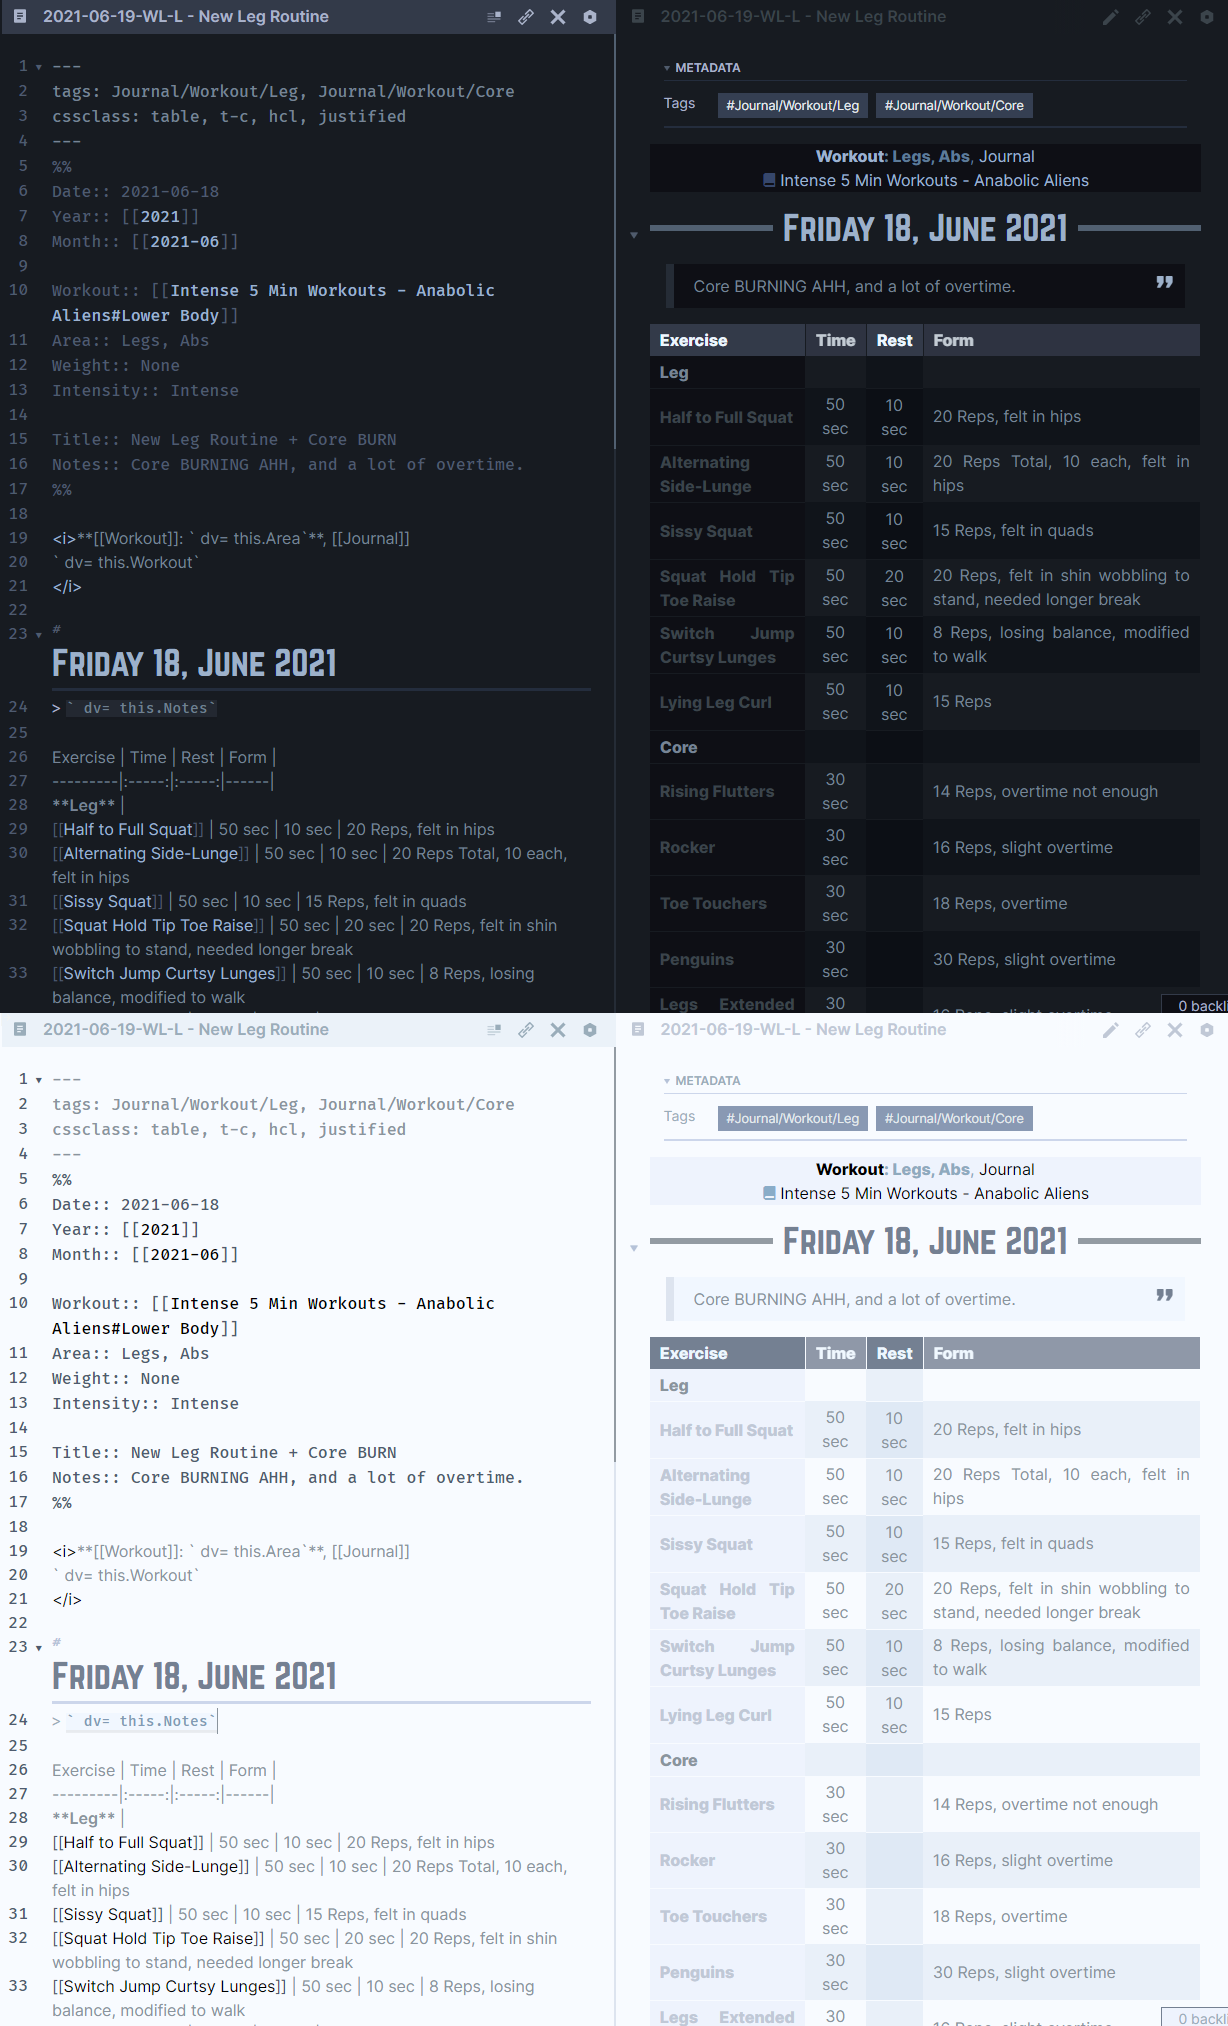 2021-06-19-WL-L - New Leg Routine
1 ---
2 tags: Journal/Workout/Leg, Journal/Workout/Core
3 cssclass: table, t-c, hcl, justified
4 ---
5 %%
6 Date:: 2021-06-18
7 Year:: [[2021]]
8 Month:: [[2021-06]]
9
10 Workout:: [[Intense 5 Min Workouts - Anabolic
Aliens#Lower Body]]
11 Area:: Legs, Abs
12 Weight:: None
13 Intensity:: Intense
14
15 Title:: New Leg Routine + Core BURN
16 Notes:: Core BURNING AHH, and a lot of overtime.
17 %%
18
19 <i>**[[Workout]]: ` dv= this.Area`**, [[Journal]]
20 ` dv= this.Workout`
21 </i>
22
23 #
Friday 18, June 2021
24 > ` dv= this.Notes`
25
26 Exercise | Time | Rest | Form |
27 ---------|:-----:|:-----:|------|
28 **Leg** |
29 [[Half to Full Squat]] | 50 sec | 10 sec | 20 Reps, felt in hips
30 [[Alternating Side-Lunge]] | 50 sec | 10 sec | 20 Reps Total, 10 each,
felt in hips
31 [[Sissy Squat]] | 50 sec | 10 sec | 15 Reps, felt in quads
32 [[Squat Hold Tip Toe Raise]] | 50 sec | 20 sec | 20 Reps, felt in shin
wobbling to stand, needed longer break
33 [[Switch Jump Curtsy Lunges]] | 50 sec | 10 sec | 8 Reps, losing
balance, modified to walk
2021-06-19-WL-L - New Leg Routine
METADATA
Tags #Journal/Workout/Leg #Journal/Workout/Core
Workout: Legs, Abs, Journal
Intense 5 Min Workouts - Anabolic Aliens
Friday 18, June 2021
Core BURNING AHH, and a lot of overtime.
Exercise Time Rest Form
Leg
Half to Full Squat 50 sec 10 sec 20 Reps, felt in hips
Alternating Side-Lunge 50 sec 10 sec 20 Reps Total, 10 each, felt in hips
Sissy Squat 50 sec 10 sec 15 Reps, felt in quads
Squat Hold Tip Toe Raise 50 sec 20 sec 20 Reps, felt in shin wobbling to stand, needed longer break
Switch Jump Curtsy Lunges 50 sec 10 sec 8 Reps, losing balance, modified to walk
Lying Leg Curl 50 sec 10 sec 15 Reps
Core
Rising Flutters 30 sec 14 Reps, overtime not enough
Rocker 30 sec 16 Reps, slight overtime
Toe Touchers 30 sec 18 Reps, overtime
Penguins 30 sec 30 Reps, slight overtime
Legs Extended 30
0 backli
2021-06-19-WL-L - New Leg Routine
1 ---
2 tags: Journal/Workout/Leg, Journal/Workout/Core
3 cssclass: table, t-c, hcl, justified
4 ---
5 %%
6 Date:: 2021-06-18
7 Year:: [[2021]]
8 Month:: [[2021-06]]
9
10 Workout:: [[Intense 5 Min Workouts - Anabolic
Aliens#Lower Body]]
11 Area:: Legs, Abs
12 Weight:: None
13 Intensity:: Intense
14
15 Title:: New Leg Routine + Core BURN
16 Notes:: Core BURNING AHH, and a lot of overtime.
17 %%
18
19 <i>**[[Workout]]: ` dv= this.Area`**, [[Journal]]
20 ` dv= this.Workout`
21 </i>
22
23 #
Friday 18, June 2021
24 > ` dv= this.Notes`
25
26 Exercise | Time | Rest | Form |
27 ---------|:-----:|:-----:|------|
28 **Leg** |
29 [[Half to Full Squat]] | 50 sec | 10 sec | 20 Reps, felt in hips
30 [[Alternating Side-Lunge]] | 50 sec | 10 sec | 20 Reps Total, 10 each,
felt in hips
31 [[Sissy Squat]] | 50 sec | 10 sec | 15 Reps, felt in quads
32 [[Squat Hold Tip Toe Raise]] | 50 sec | 20 sec | 20 Reps, felt in shin
wobbling to stand, needed longer break
33 [[Switch Jump Curtsy Lunges]] | 50 sec | 10 sec | 8 Reps, losing
balance, modified to walk
2021-06-19-WL-L - New Leg Routine
METADATA
Tags #Journal/Workout/Leg #Journal/Workout/Core
Workout: Legs, Abs, Journal
Intense 5 Min Workouts - Anabolic Aliens
Friday 18, June 2021
Core BURNING AHH, and a lot of overtime.
Exercise Time Rest Form
Leg
Half to Full Squat 50 sec 10 sec 20 Reps, felt in hips
Alternating Side-Lunge 50 sec 10 sec 20 Reps Total, 10 each, felt in hips
Sissy Squat 50 sec 10 sec 15 Reps, felt in quads
Squat Hold Tip Toe Raise 50 sec 20 sec 20 Reps, felt in shin wobbling to stand, needed longer break
Switch Jump Curtsy Lunges 50 sec 10 sec 8 Reps, losing balance, modified to walk
Lying Leg Curl 50 sec 10 sec 15 Reps
Core
Rising Flutters 30 sec 14 Reps, overtime not enough
Rocker 30 sec 16 Reps, slight overtime
Toe Touchers 30 sec 18 Reps, overtime
Penguins 30 sec 30 Reps, slight overtime
Legs Extended 30
0 backli